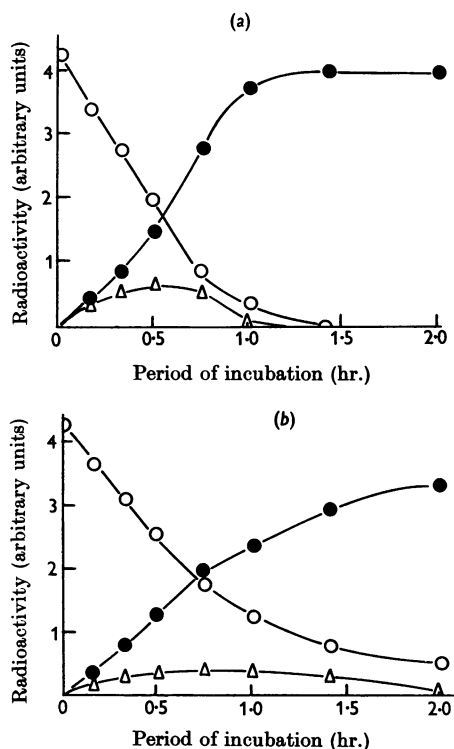 (a)
Radioactivity (arbitrary units)
4
3
2
1
0 0·5 1·0 1·5 2·0
Period of incubation (hr.)
(b)
Radioactivity (arbitrary units)
4
3
2
1
0 0·5 1·0 1·5 2·0
Period of incubation (hr.)